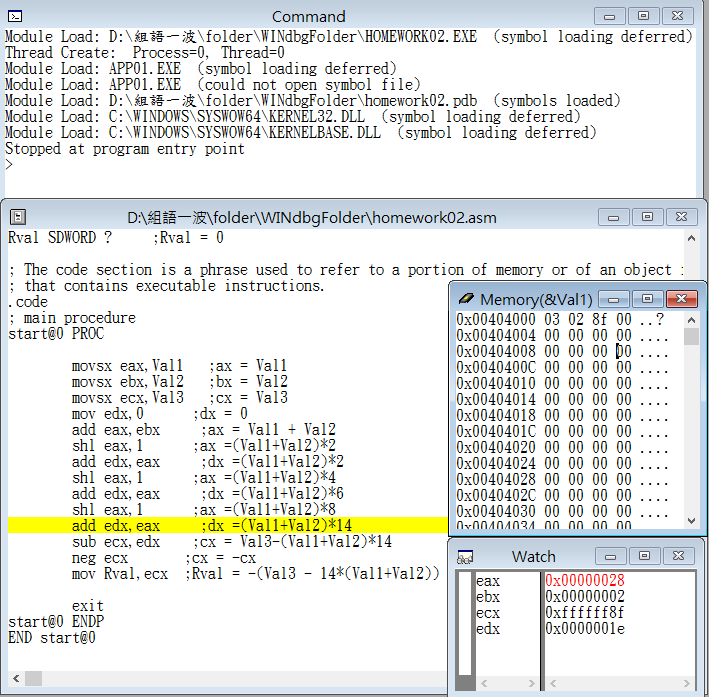 Command
Module Load: D:\組語一波\folder\WINdbgFolder\HOMEWORK02.EXE  (symbol loading deferred)
Thread Create:  Process=0, Thread=0
Module Load: APP01.EXE  (symbol loading deferred)
Module Load: APP01.EXE  (could not open symbol file)
Module Load: D:\組語一波\folder\WINdbgFolder\homework02.pdb  (symbols loaded)
Module Load: C:\WINDOWS\SYSWOW64\KERNEL32.DLL  (symbol loading deferred)
Module Load: C:\WINDOWS\SYSWOW64\KERNELBASE.DLL  (symbol loading deferred)
Stopped at program entry point
>
D:\組語一波\folder\WINdbgFolder\homework02.asm
Rval SDWORD ?     ;Rval = 0
; The code section is a phrase used to refer to a portion of memory or of an object
; that contains executable instructions.
.code
; main procedure
start@0 PROC
movsx eax,Val1   ;ax = Val1
movsx ebx,Val2   ;bx = Val2
movsx ecx,Val3   ;cx = Val3
mov edx,0      ;dx = 0
add eax,ebx     ;ax = Val1 + Val2
shl eax,1      ;ax =(Val1+Val2)*2
add edx,eax     ;dx =(Val1+Val2)*2
shl eax,1      ;ax =(Val1+Val2)*4
add edx,eax     ;dx =(Val1+Val2)*6
shl eax,1      ;ax =(Val1+Val2)*8
add edx,eax     ;dx =(Val1+Val2)*14
sub ecx,edx    ;cx = Val3-(Val1+Val2)*14
neg ecx       ;cx = -cx
mov Rval,ecx  ;Rval = -(Val3 - 14*(Val1+Val2))
exit
start@0 ENDP
END start@0
Memory(&Val1)
0x00404000 03 02 8f 00 ..?
0x00404004 00 00 00 00 ....
0x00404008 00 00 00 00 ....
0x0040400C 00 00 00 00 ....
0x00404010 00 00 00 00 ....
0x00404014 00 00 00 00 ....
0x00404018 00 00 00 00 ....
0x0040401C 00 00 00 00 ....
0x00404020 00 00 00 00 ....
0x00404024 00 00 00 00 ....
0x00404028 00 00 00 00 ....
0x0040402C 00 00 00 00 ....
0x00404030 00 00 00 00 ....
0x00404034 00 00 00 00 ....
Watch
eax 0x00000028
ebx 0x00000002
ecx 0xffffff8f
edx 0x0000001e